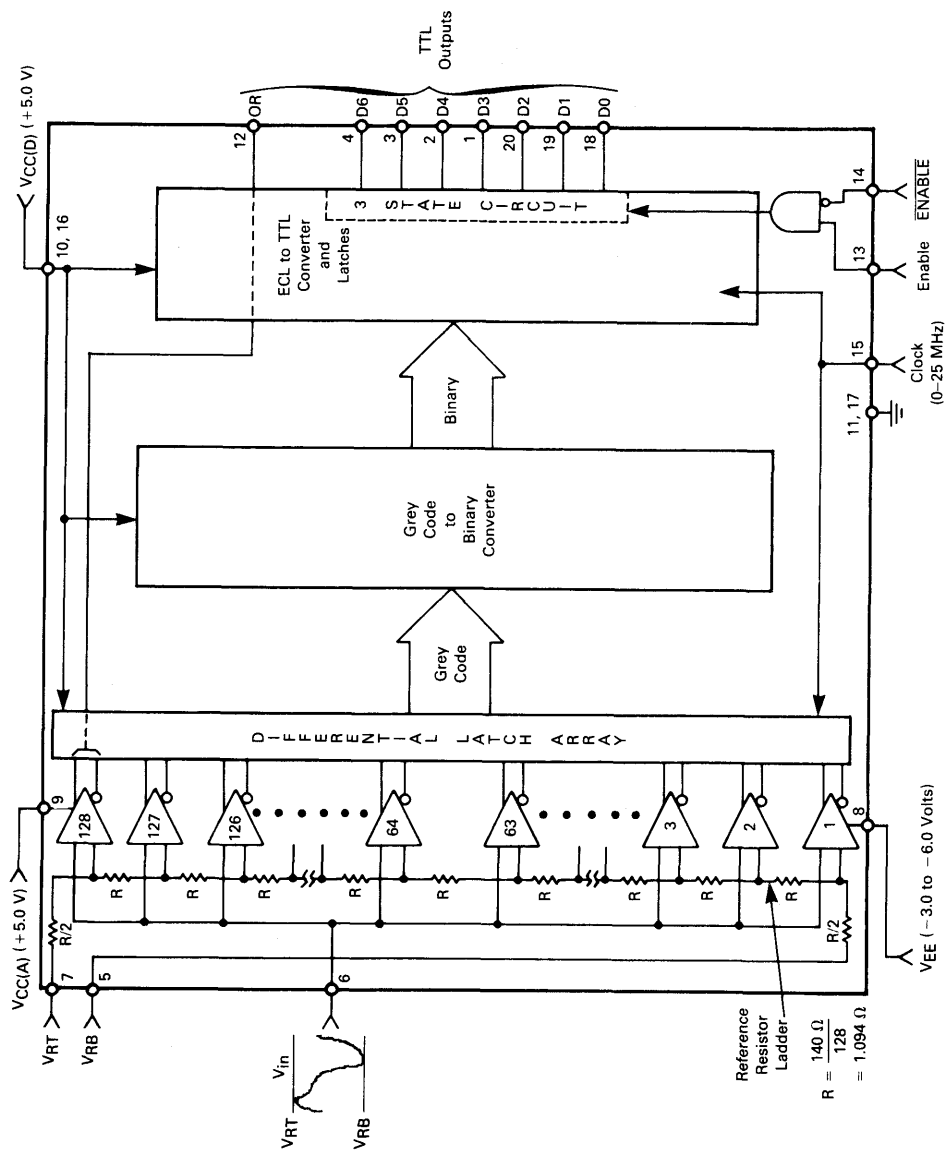 VCC(D) (+5.0 V)
10, 16
VCC(A) (+5.0 V)
9
VRT
7
VRB
5
6
Vin
VRT
VRB
R/2
R
R
R
R
R
R
R
R
R
R/2
128
127
126
64
63
3
2
1
8
VEE (−3.0 to −6.0 Volts)
Reference
Resistor
Ladder
R = 140 Ω
128
= 1.094 Ω
DIFFERENTIAL LATCH ARRAY
Grey
Code
Grey
Code
to
Binary
Converter
Binary
ECL to TTL
Converter
and
Latches
3 STATE CIRCUIT
12 OR
4 D6
3 D5
2 D4
1 D3
20 D2
19 D1
18 D0
TTL
Outputs
11, 17
15
Clock
(0–25 MHz)
13
Enable
14
ENABLE